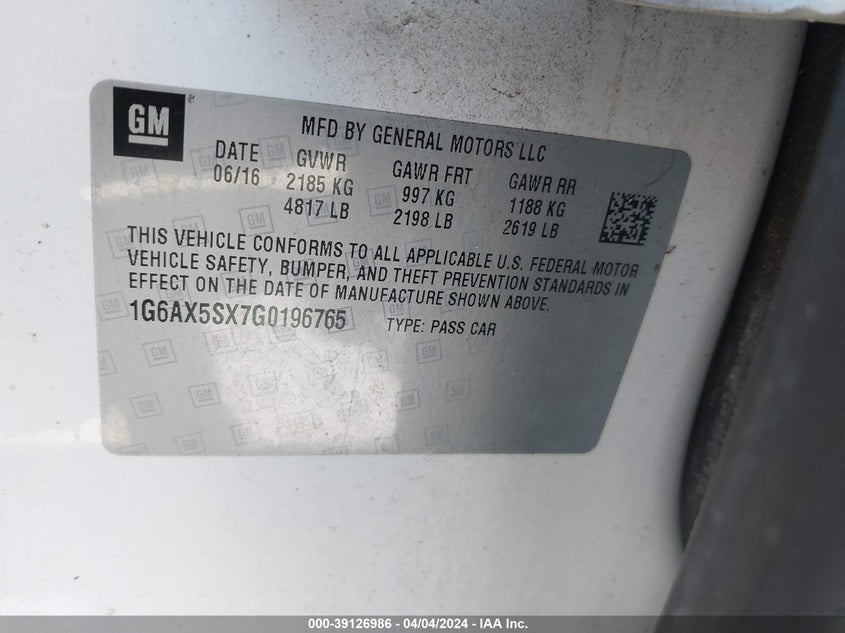 GM
MFD BY GENERAL MOTORS LLC
DATE GVWR GAWR FRT GAWR RR
06/16 2185 KG 997 KG 1188 KG
4817 LB 2198 LB 2619 LB
THIS VEHICLE CONFORMS TO ALL APPLICABLE U.S. FEDERAL MOTOR
VEHICLE SAFETY, BUMPER, AND THEFT PREVENTION STANDARDS IN
EFFECT ON THE DATE OF MANUFACTURE SHOWN ABOVE.
1G6AX5SX7G0196765 TYPE: PASS CAR
000-39126986 - 04/04/2024 - IAA Inc.